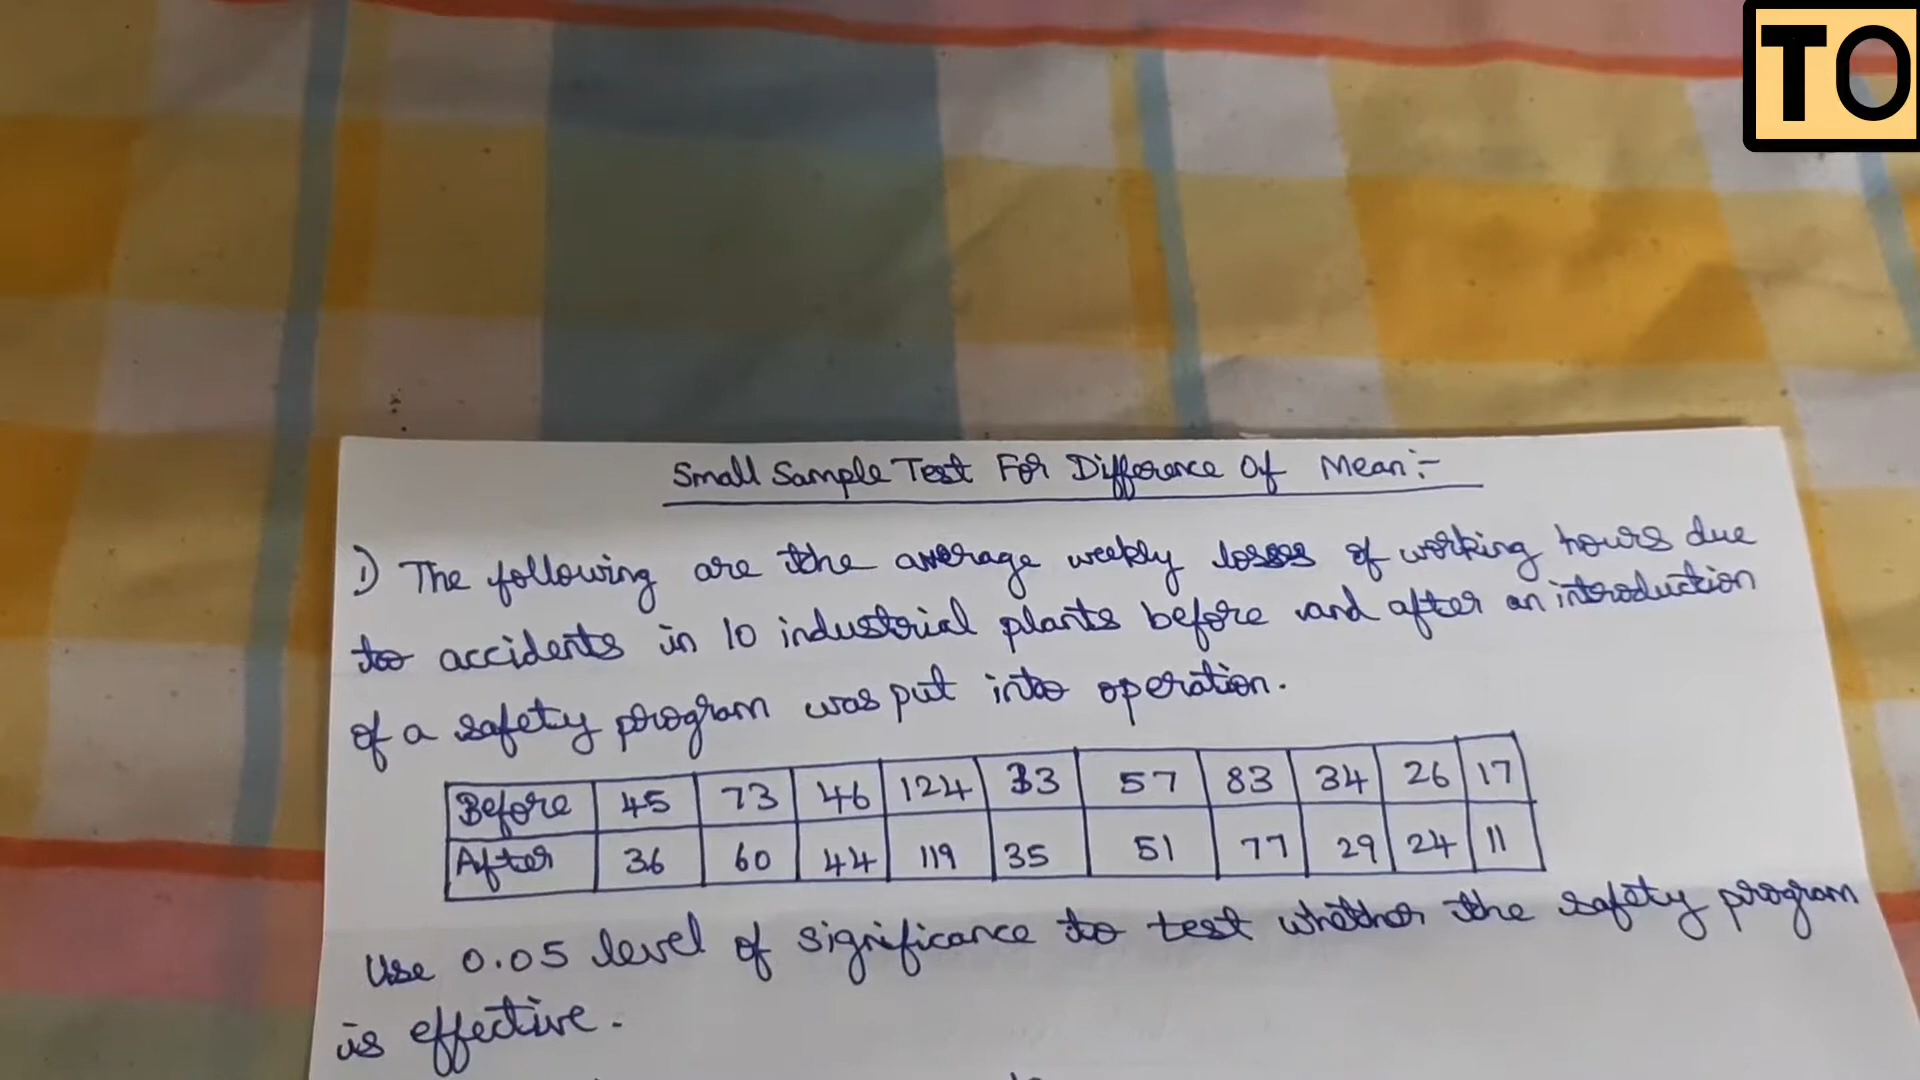 TO
Small Sample Test For Difference Of Mean:-
1) The following are the average weekly losses of working hours due
to accidents in 10 industrial plants before and after an introduction
of a safety program was put into operation.
Before 45 73 46 124 33 57 83 34 26 17
After 36 60 44 119 35 51 77 29 24 11
Use 0.05 level of significance to test whether the safety program
is effective.